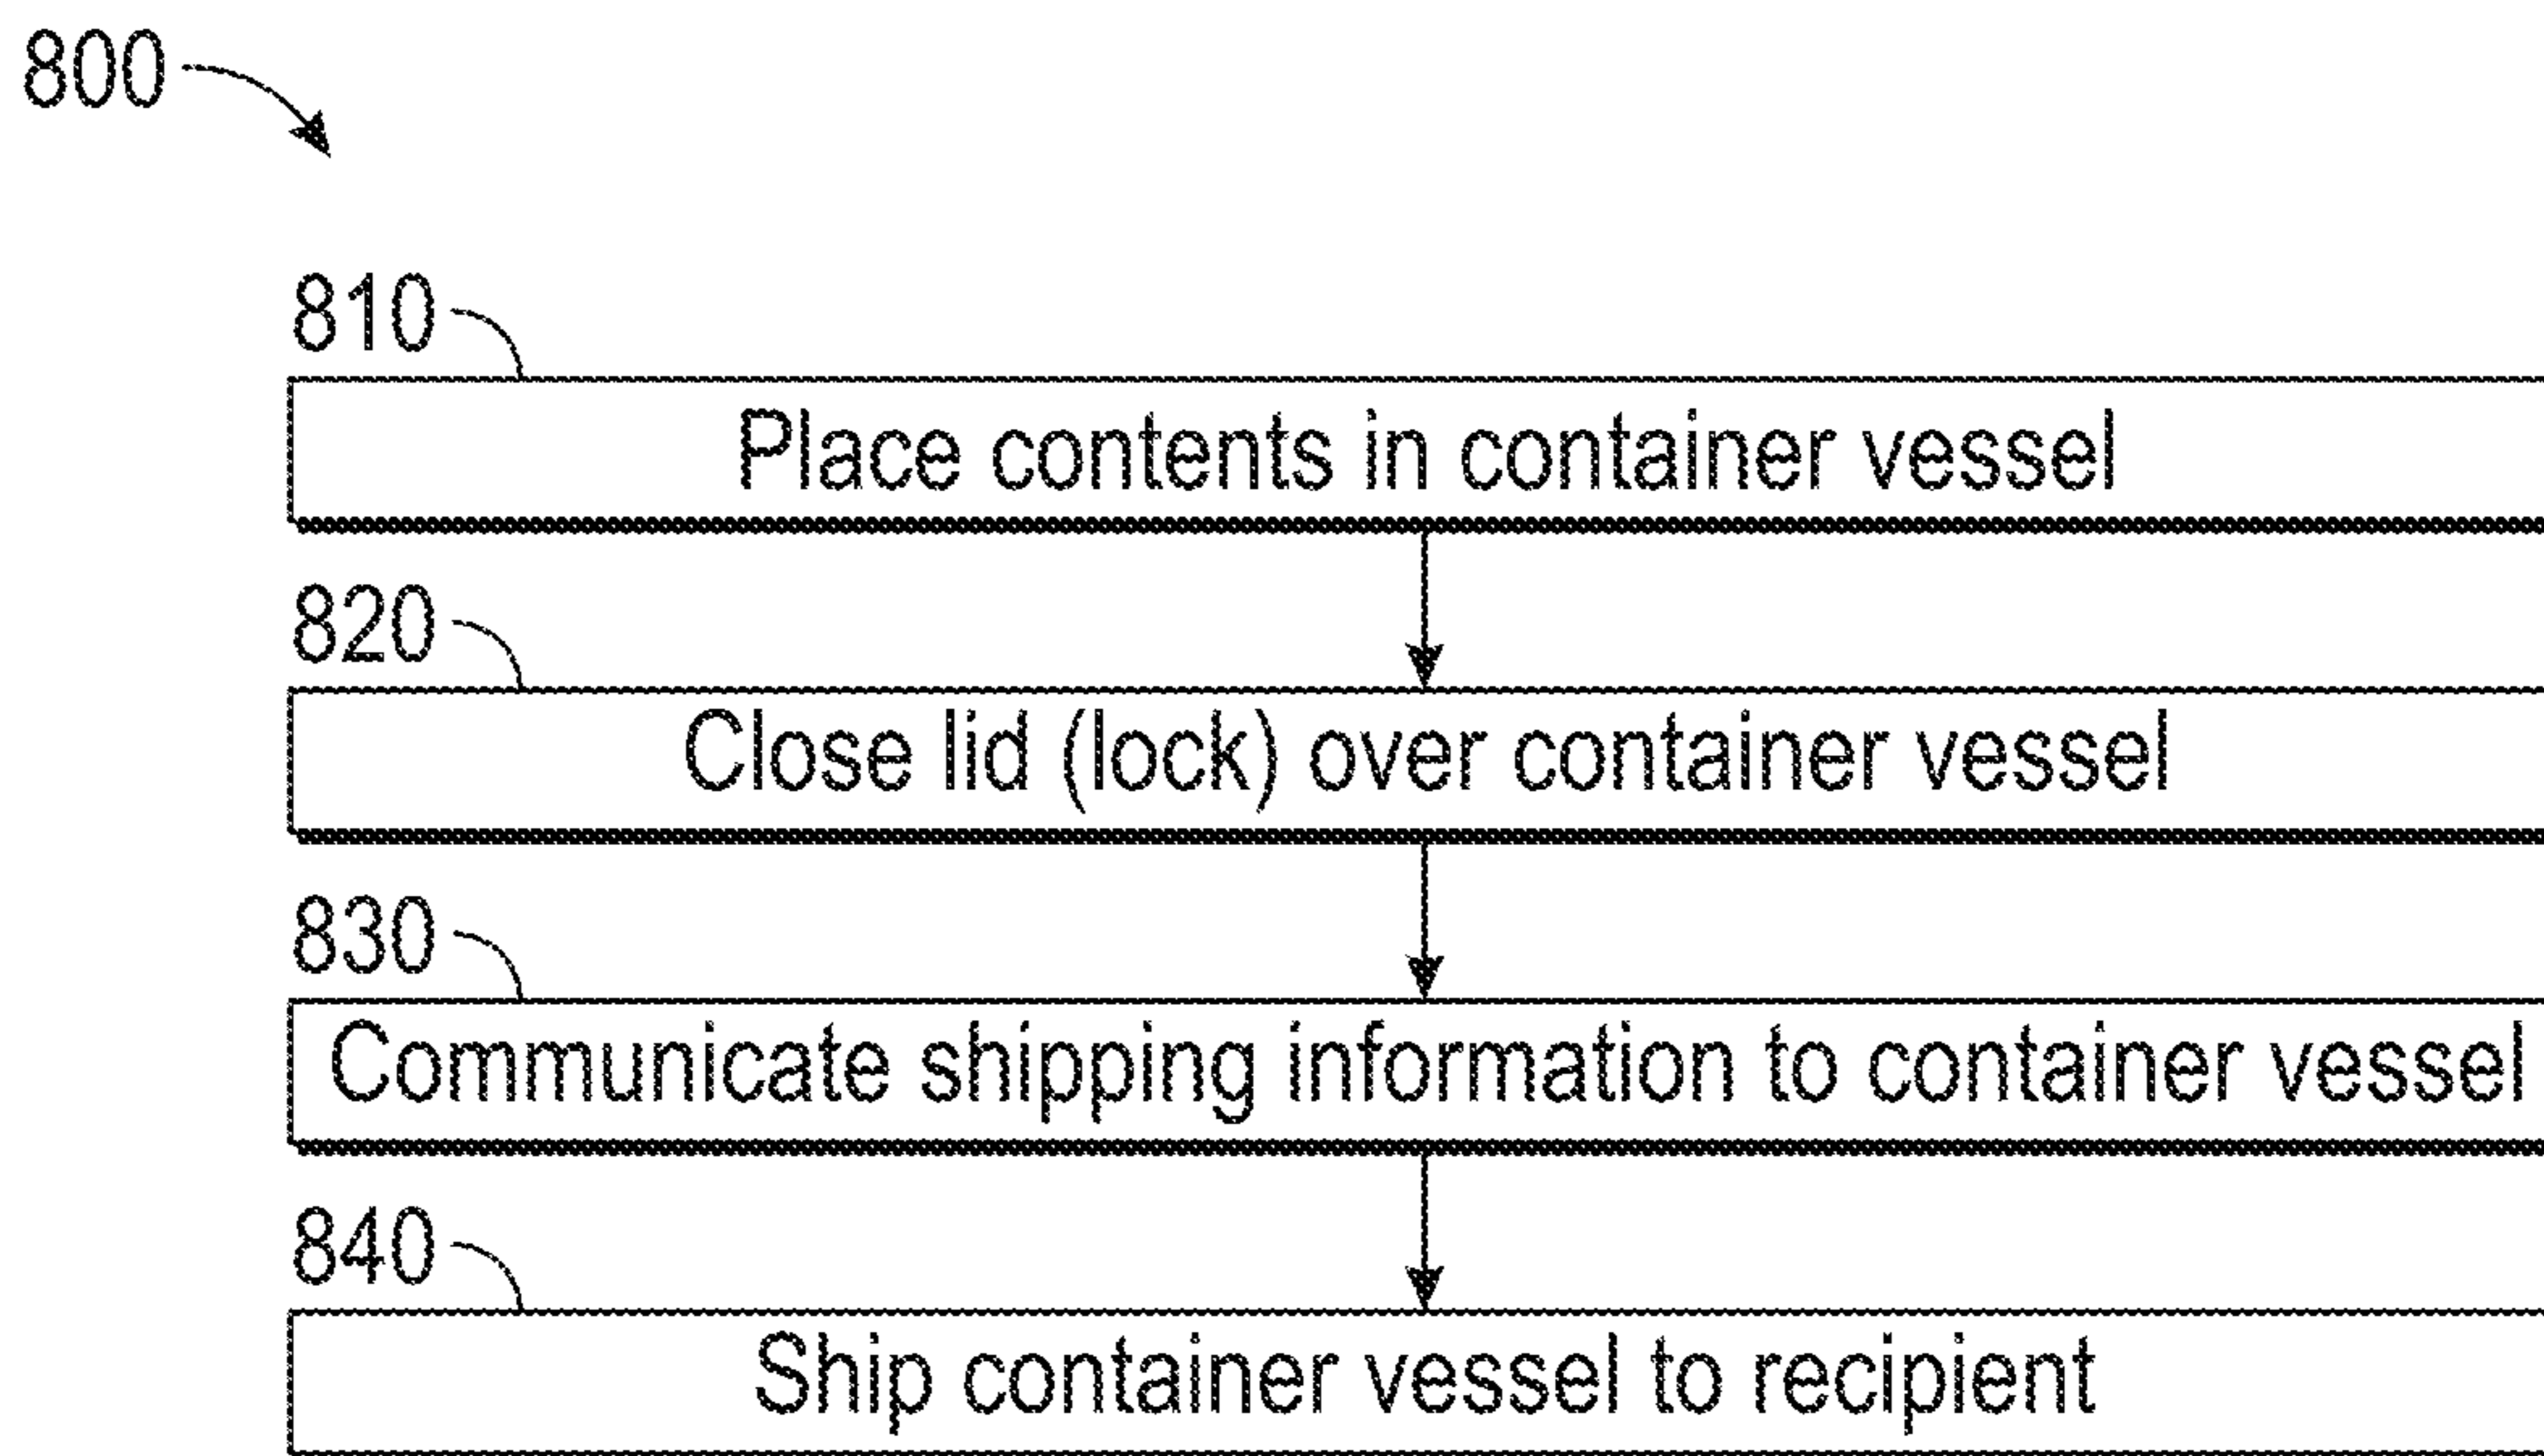 800
810
Place contents in container vessel
820
Close lid (lock) over container vessel
830
Communicate shipping information to container vessel
840
Ship container vessel to recipient